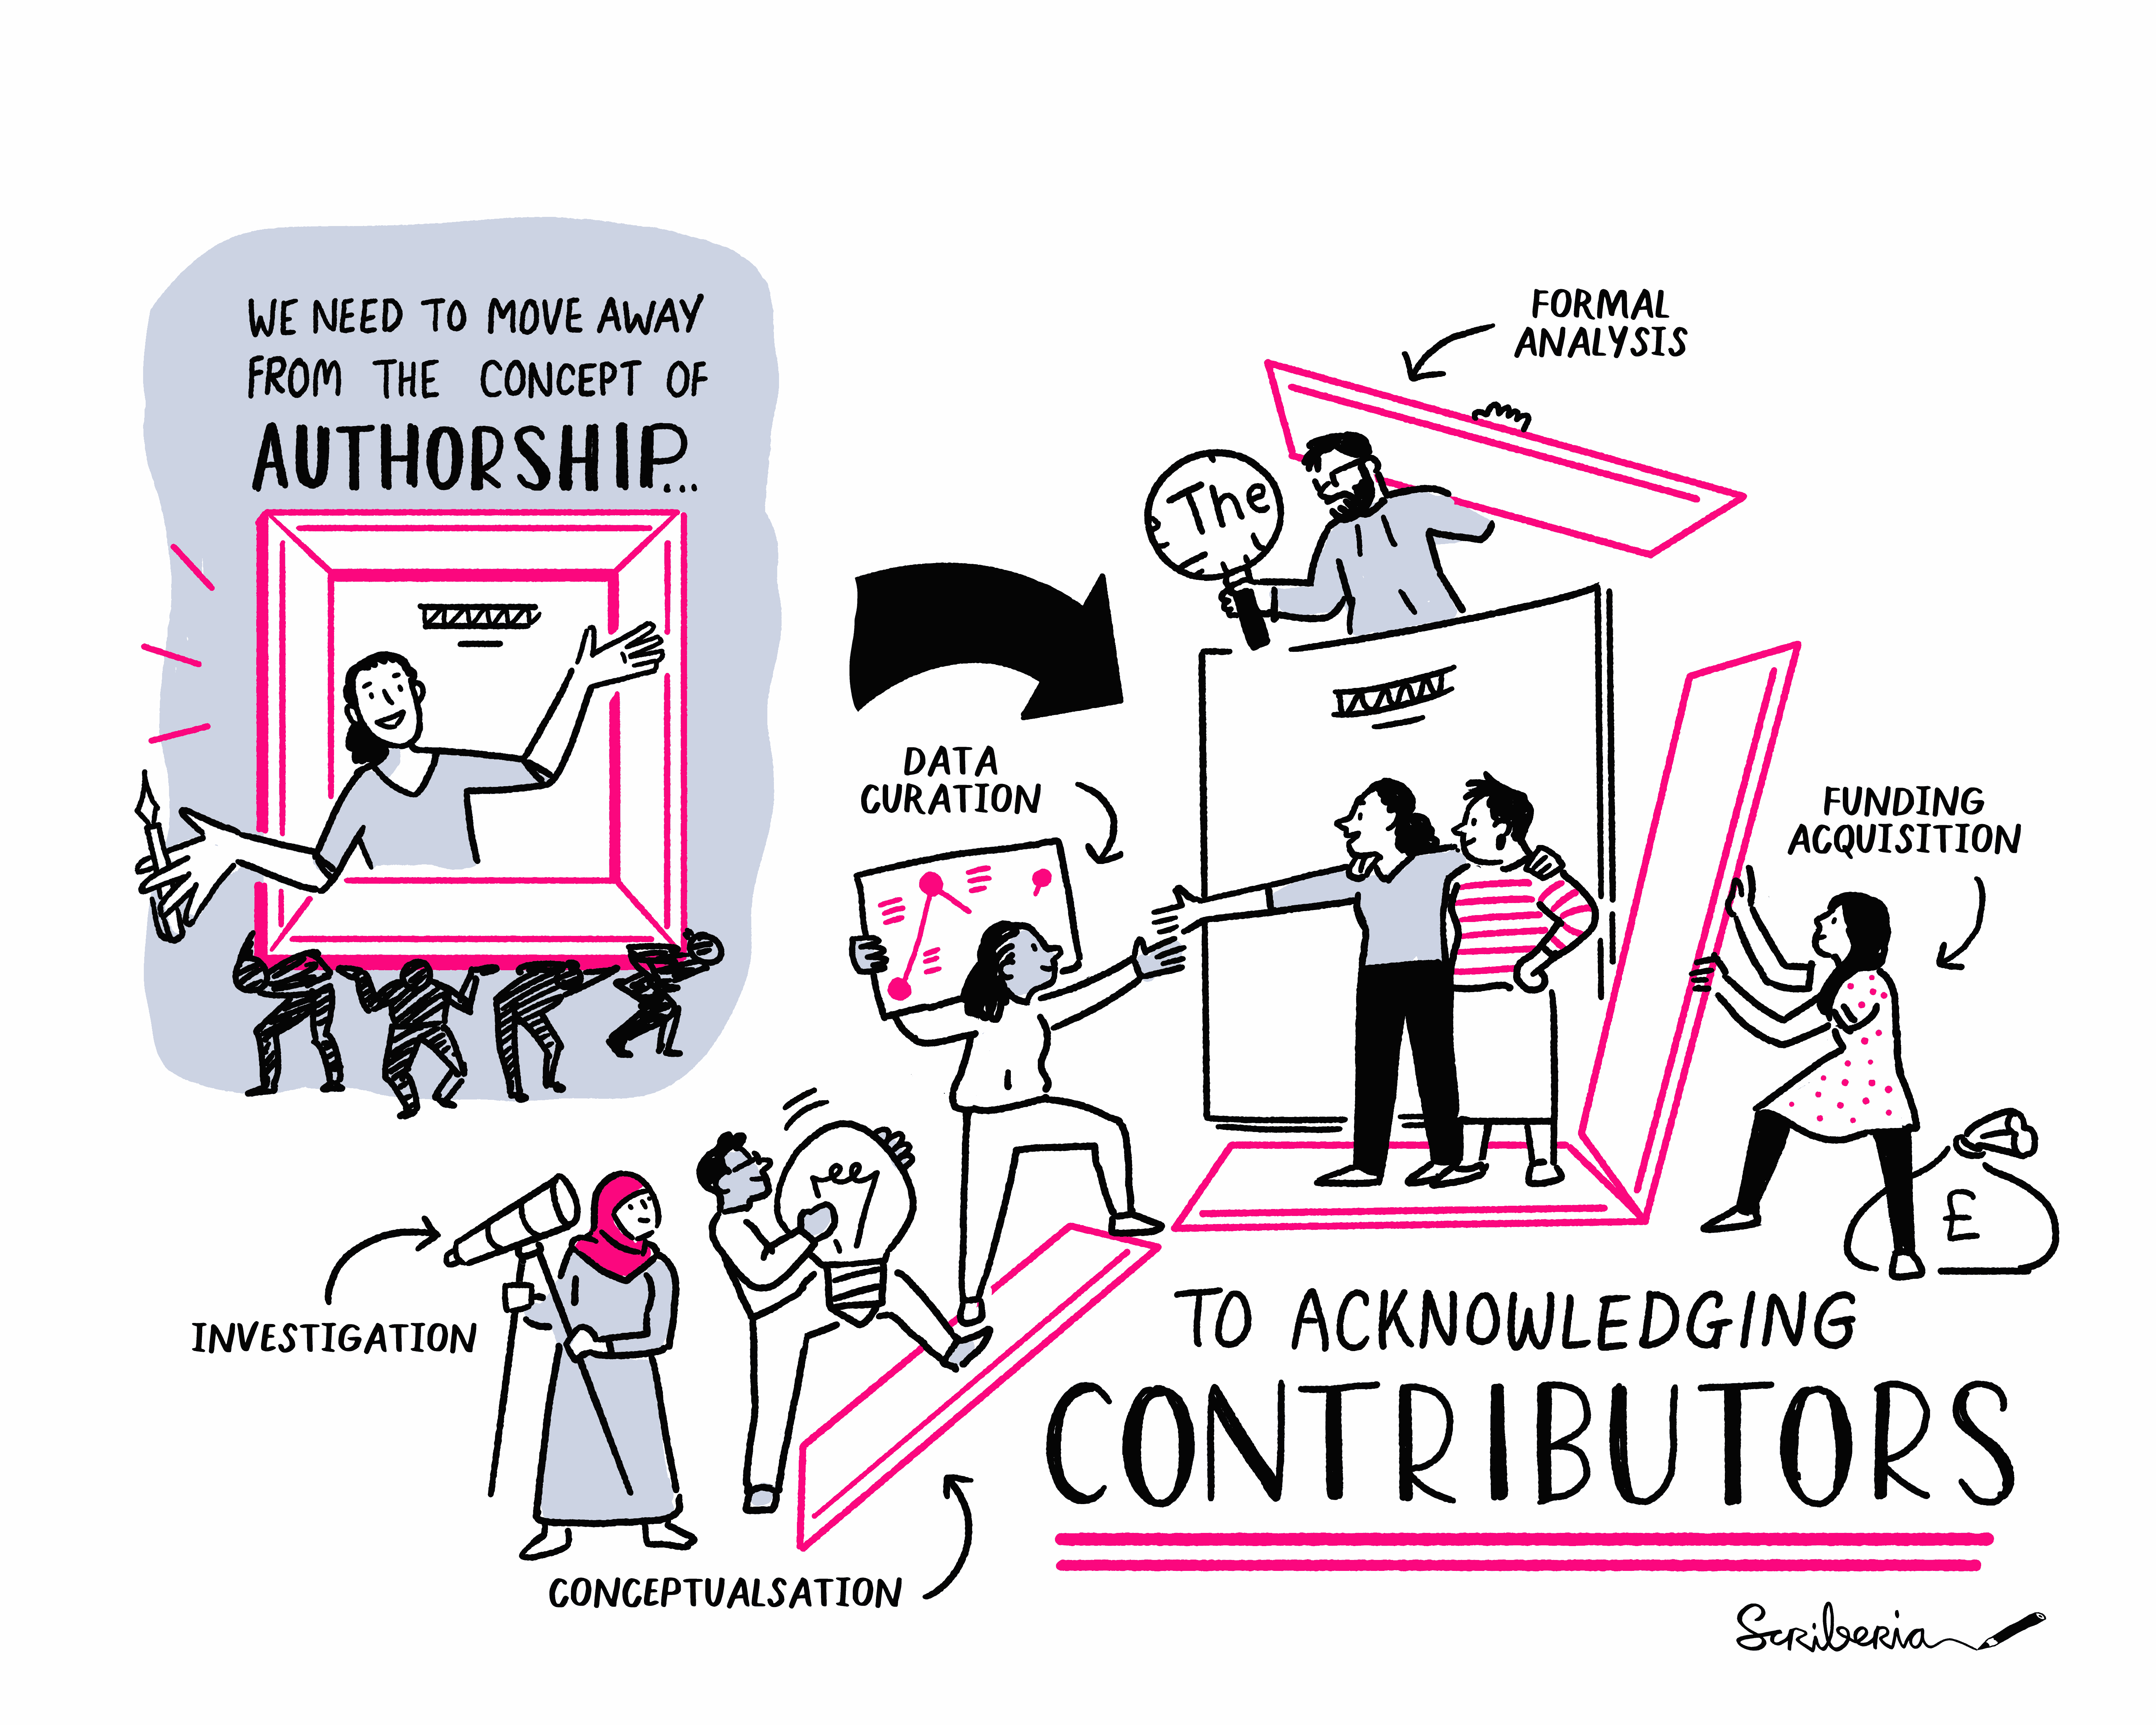 WE NEED TO MOVE AWAY
FROM THE CONCEPT OF
AUTHORSHIP...
FORMAL
ANALYSIS
The
DATA
CURATION
FUNDING
ACQUISITION
£
INVESTIGATION
CONCEPTUALSATION
TO ACKNOWLEDGING
CONTRIBUTORS
Scriberia